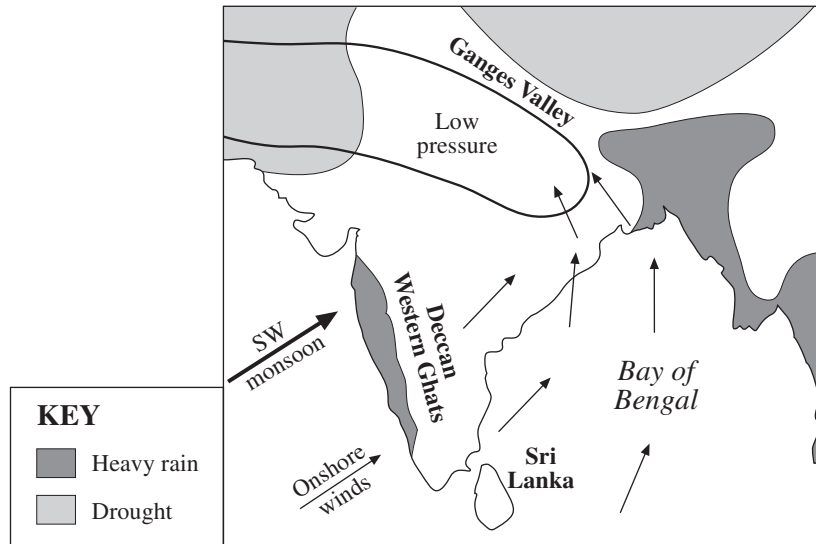 Ganges Valley
Low
pressure
Deccan
Western Ghats
SW
monsoon
Bay of
Bengal
KEY
Heavy rain
Drought
Onshore
winds
Sri
Lanka